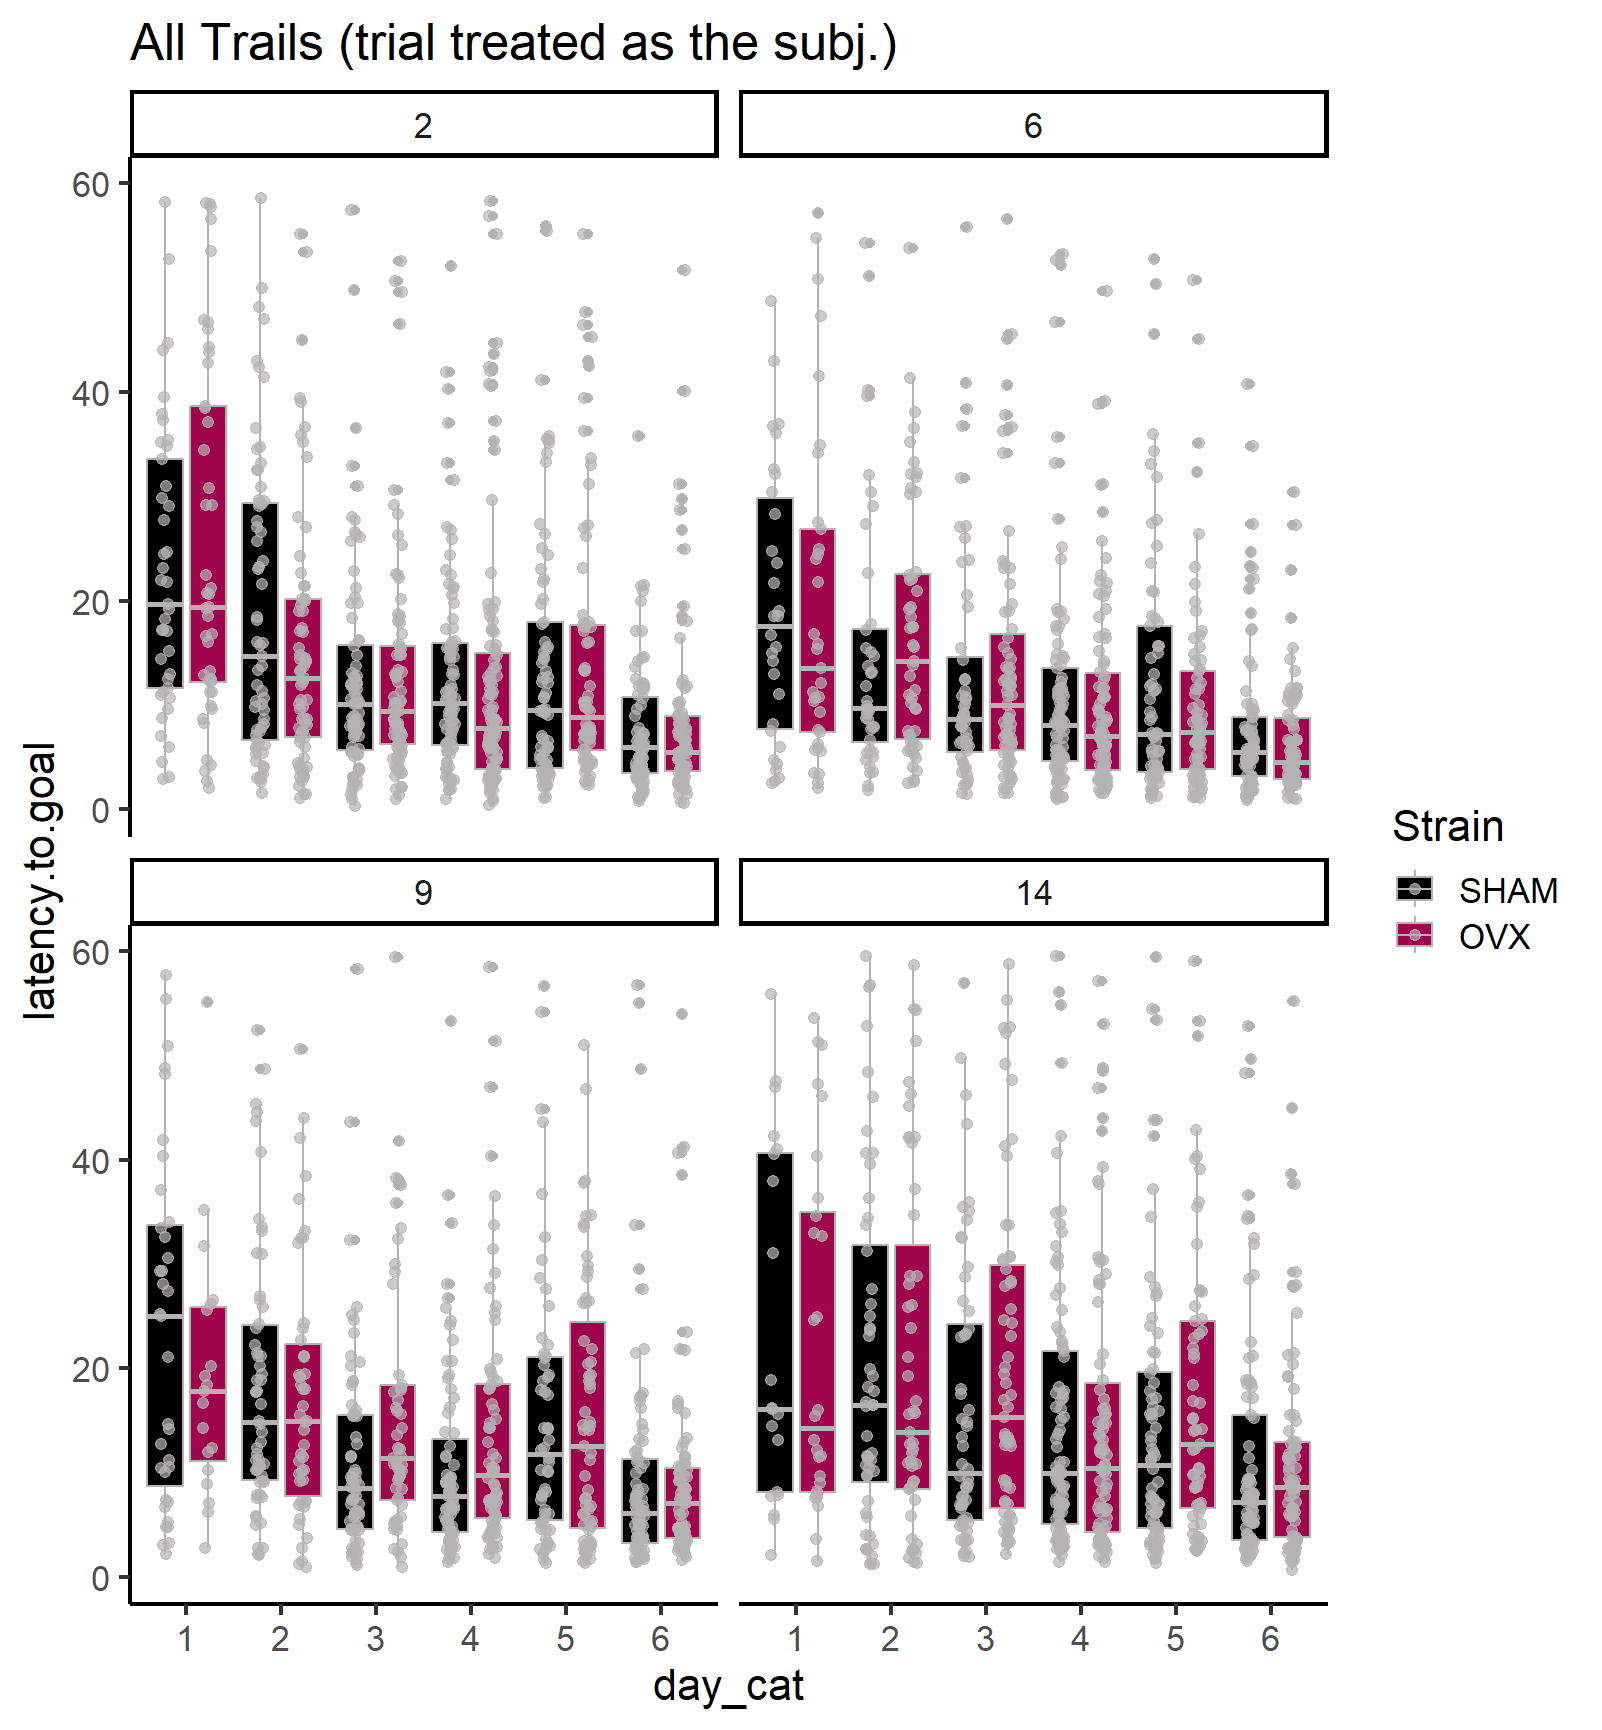 All Trails (trial treated as the subj.)
2
6
60
40
20
0
9
14
60
40
20
0
1 2 3 4 5 6
1 2 3 4 5 6
day_cat
latency.to.goal
Strain
SHAM
OVX